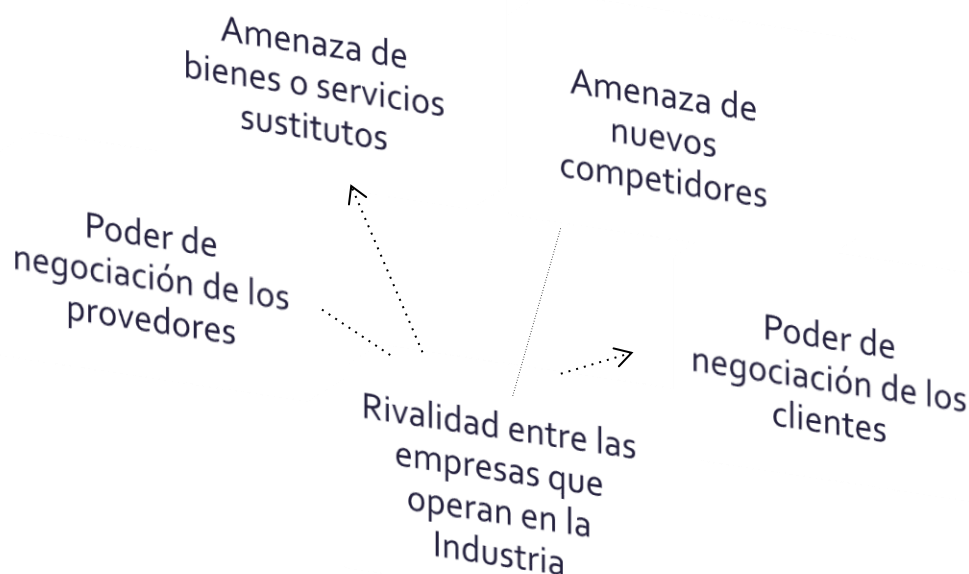 Amenaza de
bienes o servicios
sustitutos
Amenaza de
nuevos
competidores
Poder de
negociación de los
provedores
Poder de
negociación de los
clientes
Rivalidad entre las
empresas que
operan en la
Industria